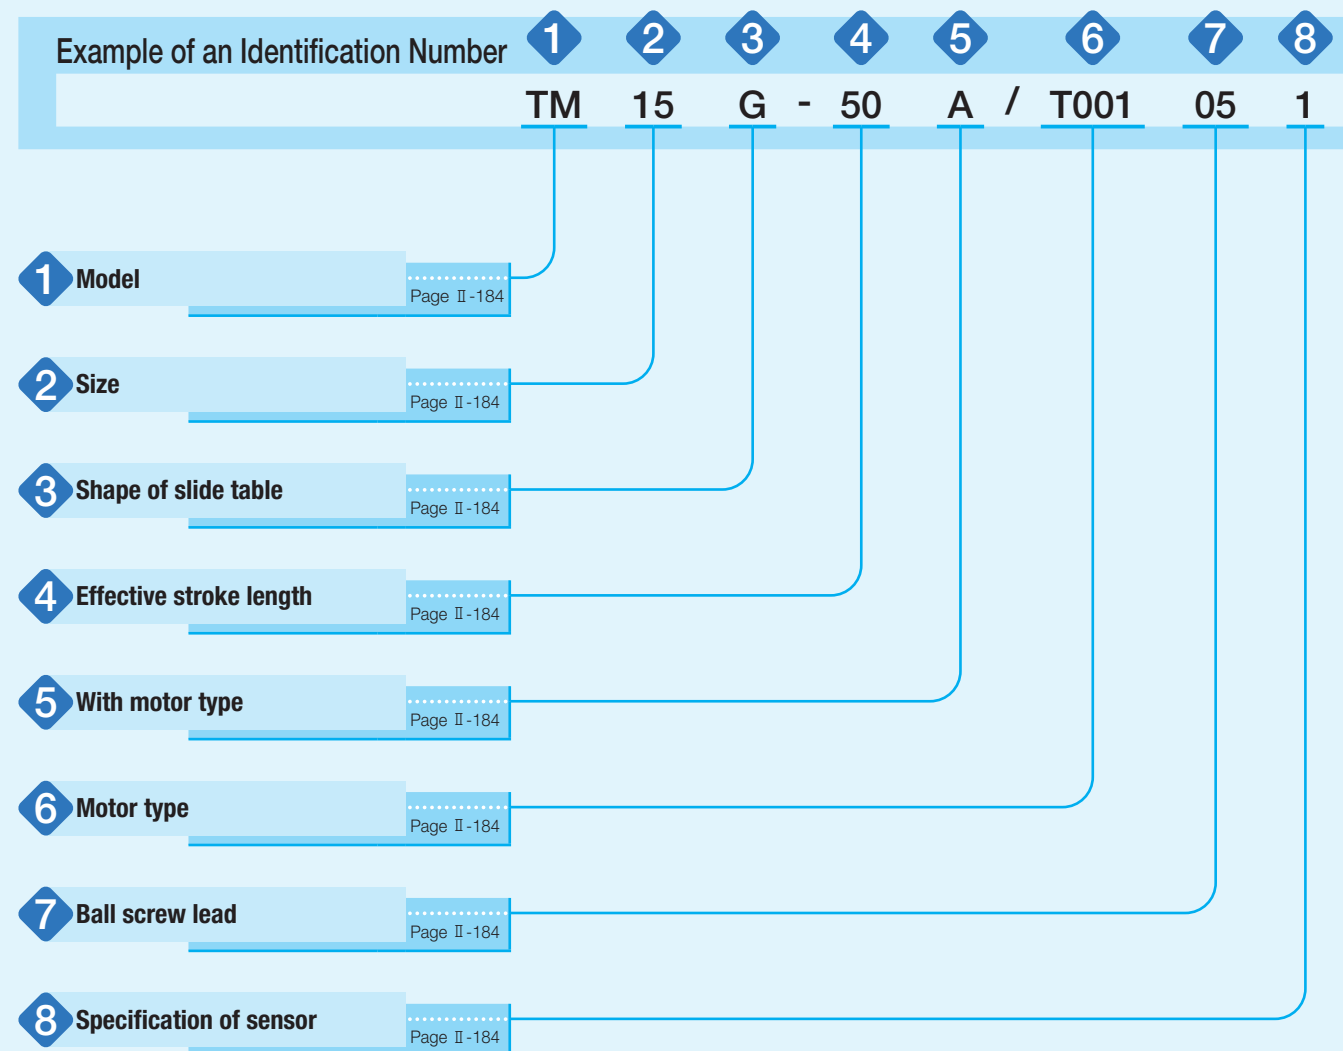 Example of an Identification Number 1 2 3 4 5 6 7 8
TM 15 G - 50 A / T001 05 1
1 Model
Page Ⅱ-184
2 Size
Page Ⅱ-184
3 Shape of slide table
Page Ⅱ-184
4 Effective stroke length
Page Ⅱ-184
5 With motor type
Page Ⅱ-184
6 Motor type
Page Ⅱ-184
7 Ball screw lead
Page Ⅱ-184
8 Specification of sensor
Page Ⅱ-184